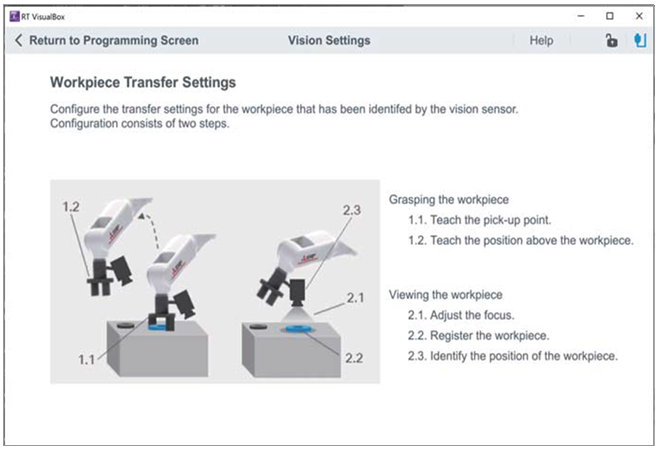 RT VisualBox
Return to Programming Screen
Vision Settings
Help
Workpiece Transfer Settings
Configure the transfer settings for the workpiece that has been identifed by the vision sensor.
Configuration consists of two steps.
1.2
2.3
2.1
1.1
2.2
Grasping the workpiece
1.1. Teach the pick-up point.
1.2. Teach the position above the workpiece.
Viewing the workpiece
2.1. Adjust the focus.
2.2. Register the workpiece.
2.3. Identify the position of the workpiece.